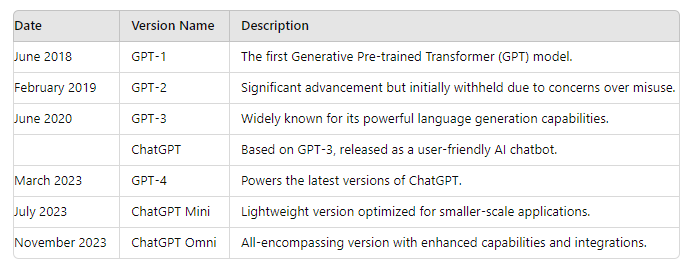 Date Version Name Description
June 2018 GPT-1 The first Generative Pre-trained Transformer (GPT) model.
February 2019 GPT-2 Significant advancement but initially withheld due to concerns over misuse.
June 2020 GPT-3 Widely known for its powerful language generation capabilities.
ChatGPT Based on GPT-3, released as a user-friendly AI chatbot.
March 2023 GPT-4 Powers the latest versions of ChatGPT.
July 2023 ChatGPT Mini Lightweight version optimized for smaller-scale applications.
November 2023 ChatGPT Omni All-encompassing version with enhanced capabilities and integrations.